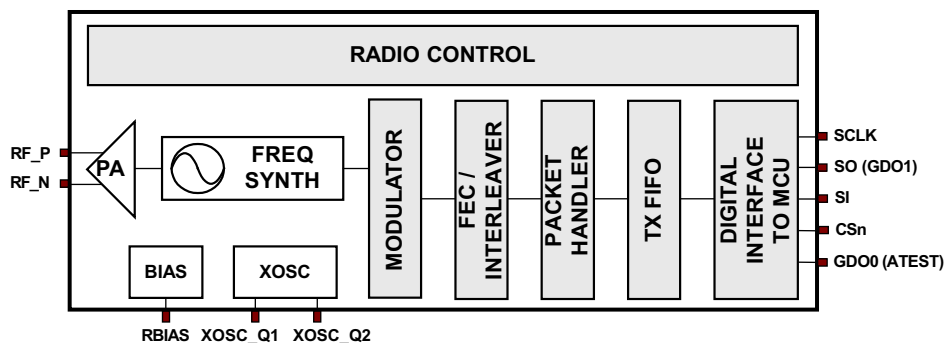 RADIO CONTROL
RF_P
RF_N
PA
FREQ
SYNTH
MODULATOR
FEC /
INTERLEAVER
PACKET
HANDLER
TX FIFO
DIGITAL
INTERFACE
TO MCU
SCLK
SO (GDO1)
SI
CSn
GDO0 (ATEST)
BIAS
XOSC
RBIAS
XOSC_Q1
XOSC_Q2